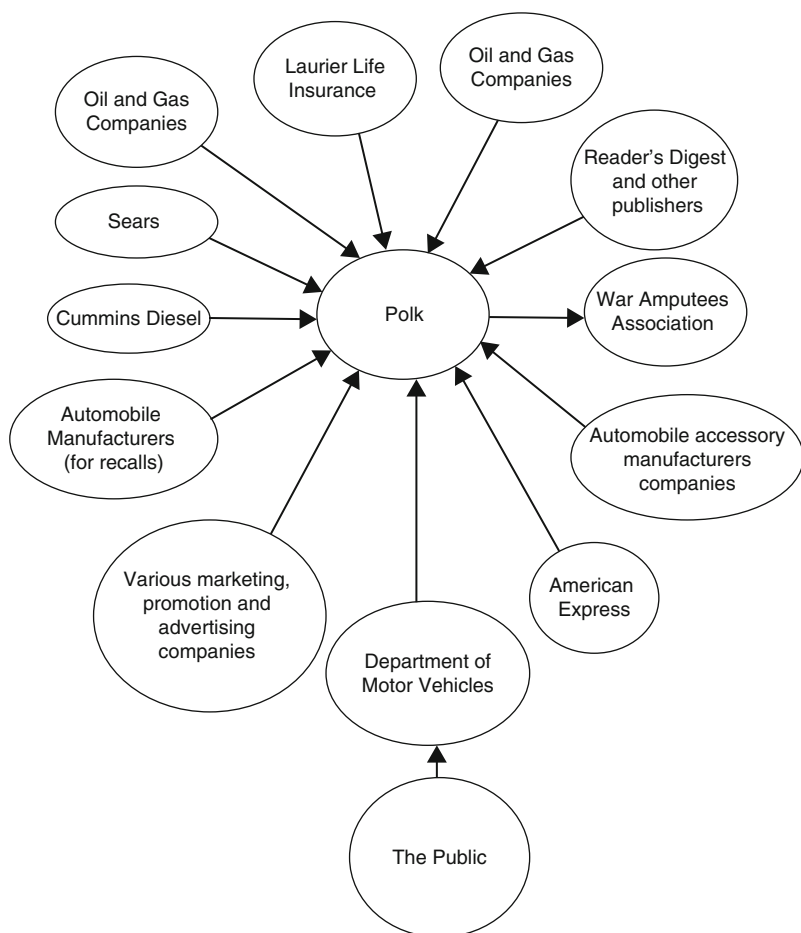 Oil and Gas
Companies
Laurier Life
Insurance
Oil and Gas
Companies
Reader’s Digest
and other
publishers
Sears
Polk
War Amputees
Association
Cummins Diesel
Automobile
Manufacturers
(for recalls)
Automobile accessory
manufacturers
companies
Various marketing,
promotion and
advertising
companies
American
Express
Department of
Motor Vehicles
The Public